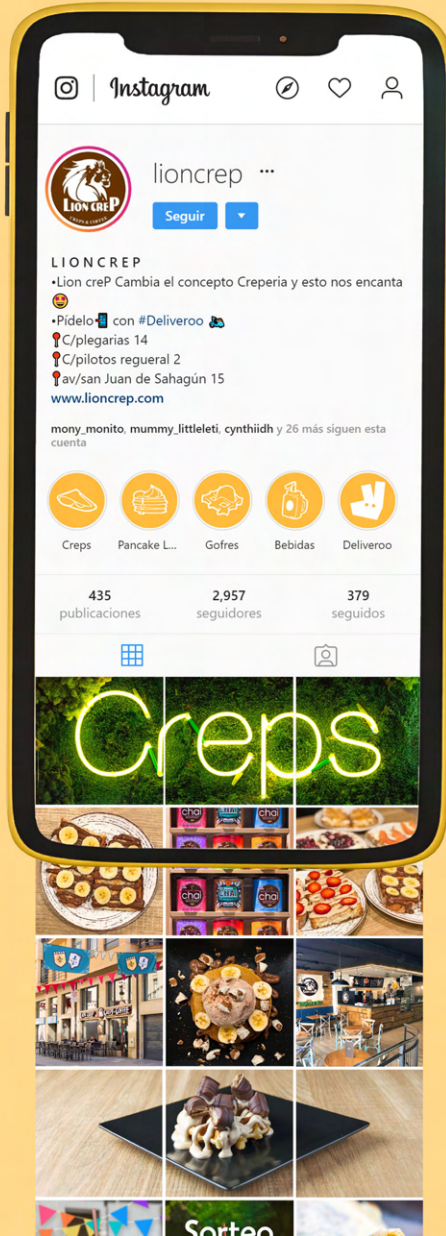 Instagram
LION CREP
CREPS & COFFEE
lioncrep ...
Seguir
LIONCREP
•Lion creP Cambia el concepto Creperia y esto nos encanta
🤩
•Pídelo📲 con #Deliveroo 🛵
📍C/plegarias 14
📍C/pilotos regueral 2
📍av/san Juan de Sahagún 15
www.lioncrep.com
mony_monito, mummy_littleleti, cynthiidh y 26 más siguen esta
cuenta
Creps
Pancake L...
Gofres
Bebidas
Deliveroo
435 2,957 379
publicaciones seguidores seguidos
Creps
chai chai
chai chai
Sorteo